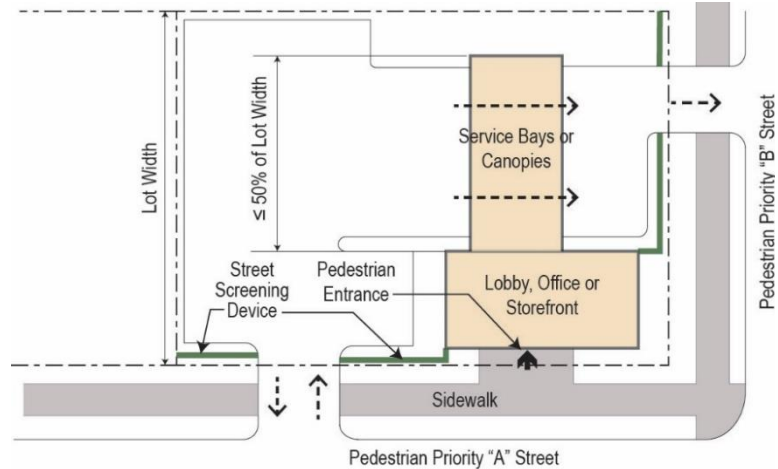 Lot Width
≤ 50% of Lot Width
Service Bays or
Canopies
Pedestrian Priority “B” Street
Street
Screening
Device
Pedestrian
Entrance
Lobby, Office or
Storefront
Sidewalk
Pedestrian Priority “A” Street